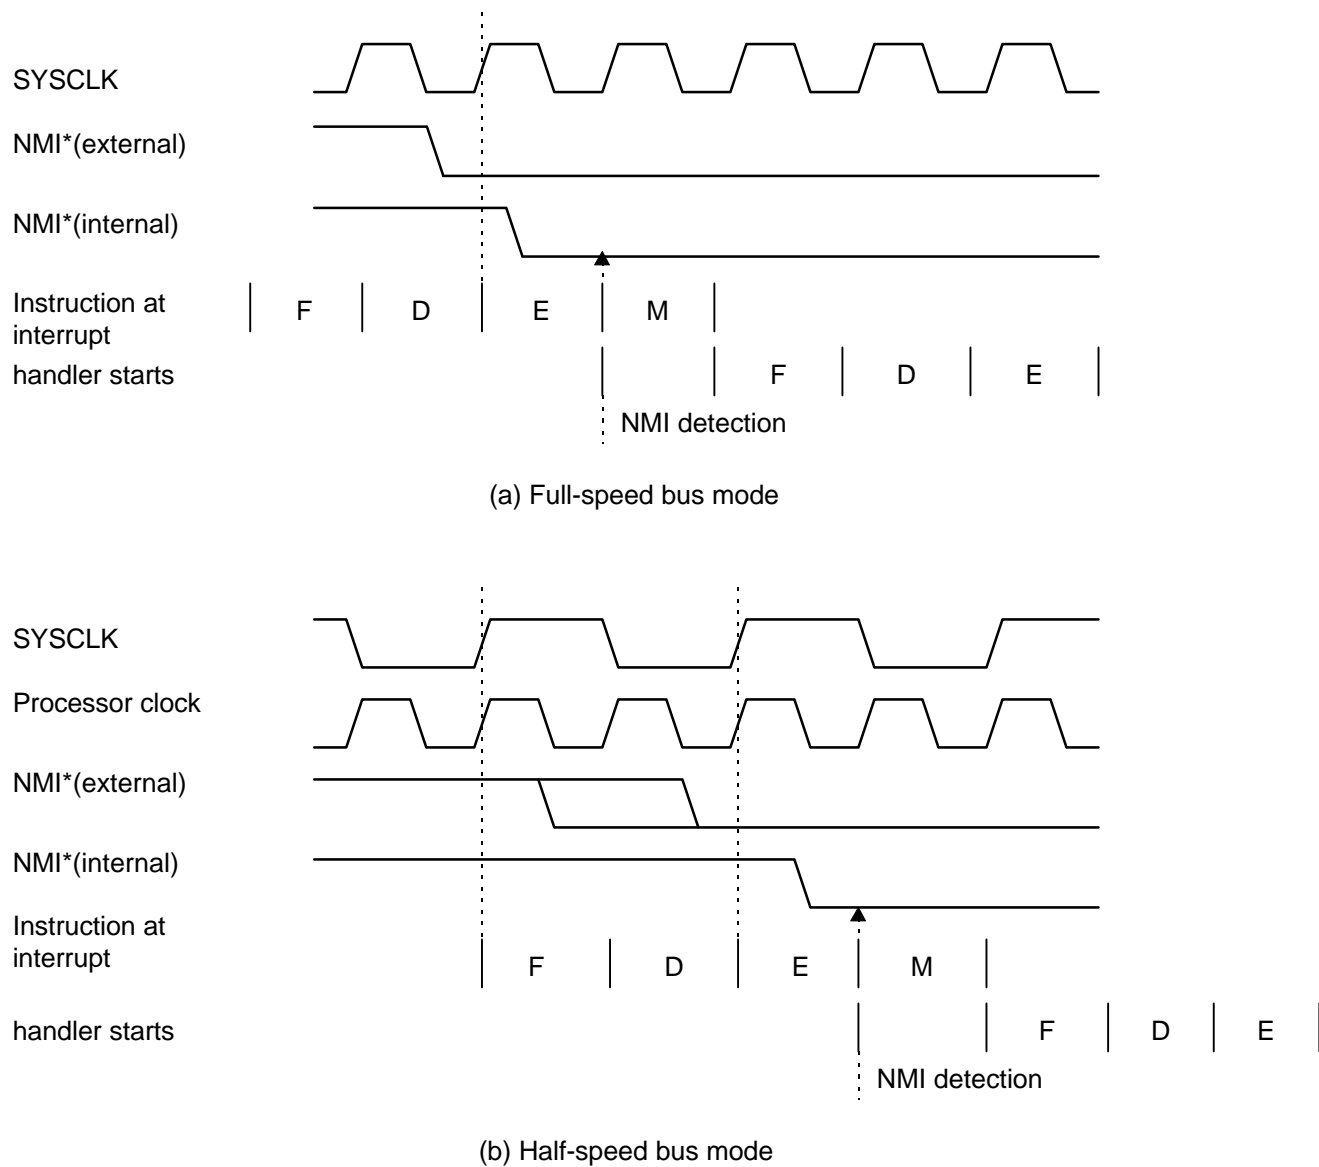 SYSCLK
NMI*(external)
NMI*(internal)
Instruction at
interrupt
F D E M
handler starts
F D E
NMI detection
(a) Full-speed bus mode
SYSCLK
Processor clock
NMI*(external)
NMI*(internal)
Instruction at
interrupt
F D E M
handler starts
F D E
NMI detection
(b) Half-speed bus mode